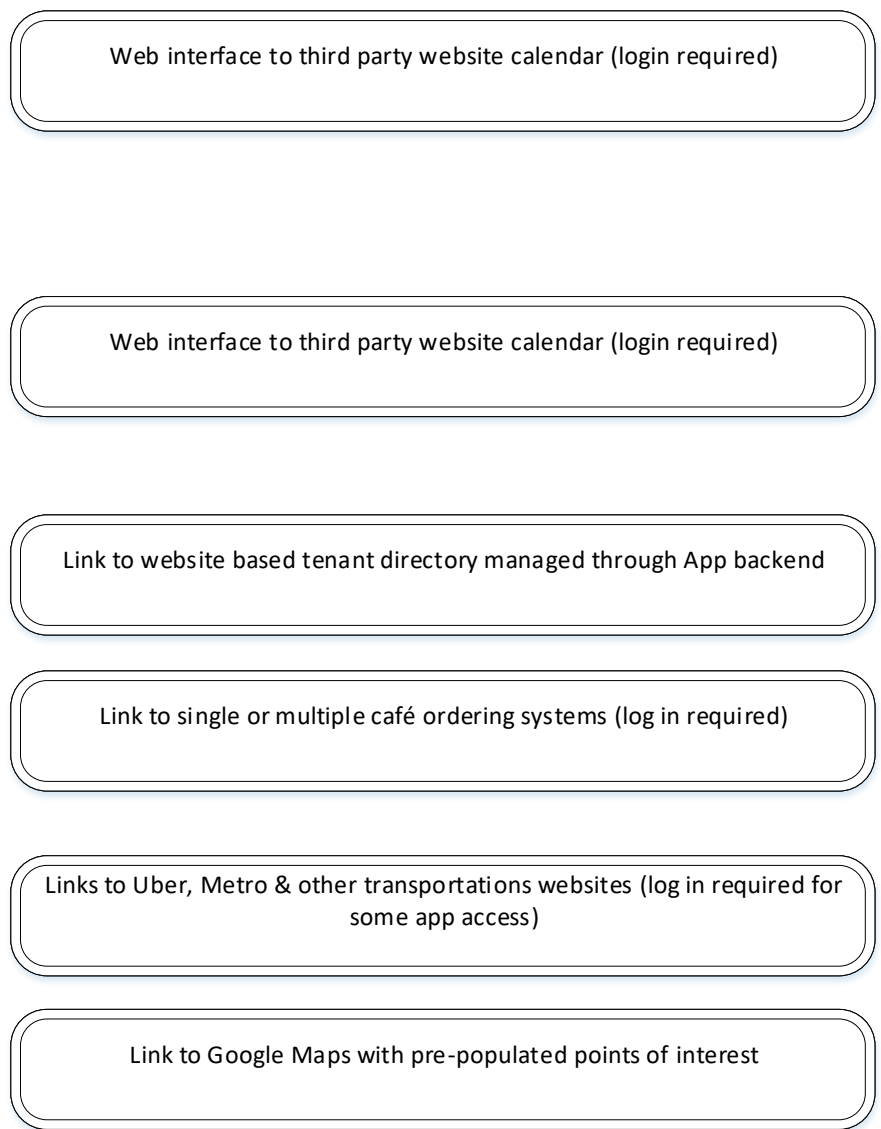 Web interface to third party website calendar (login required)
Web interface to third party website calendar (login required)
Link to website based tenant directory managed through App backend
Link to single or multiple café ordering systems (log in required)
Links to Uber, Metro & other transportations websites (log in required for
some app access)
Link to Google Maps with pre-populated points of interest